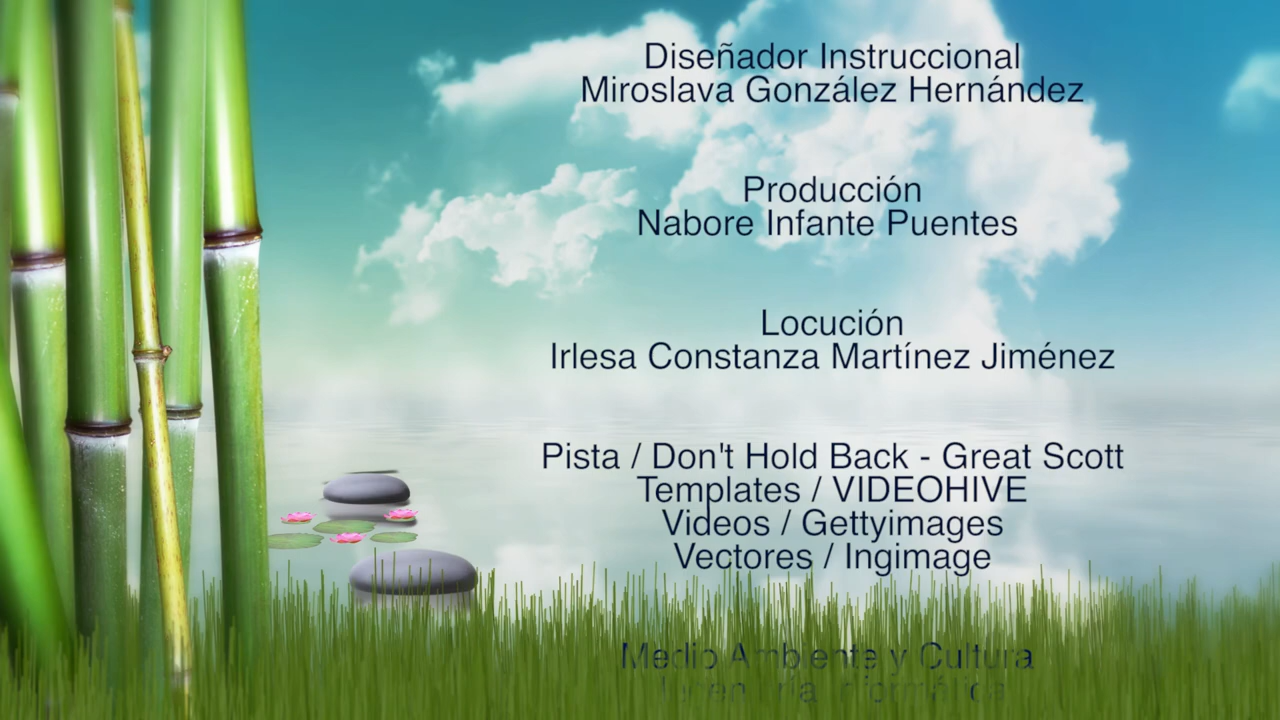 Diseñador Instruccional
Miroslava González Hernández
Producción
Nabore Infante Puentes
Locución
Irlesa Constanza Martínez Jiménez
Pista / Don't Hold Back - Great Scott
Templates / VIDEOHIVE
Videos / Gettyimages
Vectores / Ingimage
Medio Ambiente y Cultura